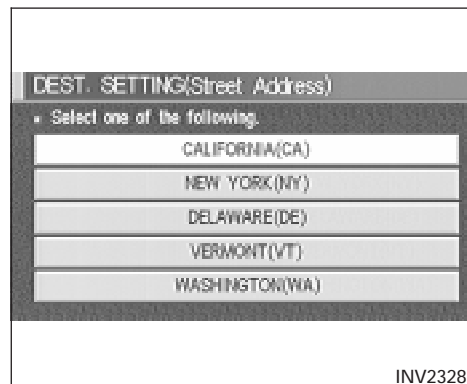 DEST. SETTING(Street Address)
• Select one of the following.
CALIFORNIA(CA)
NEW YORK(NY)
DELAWARE(DE)
VERMONT(VT)
WASHINGTON(WA)
INV2328